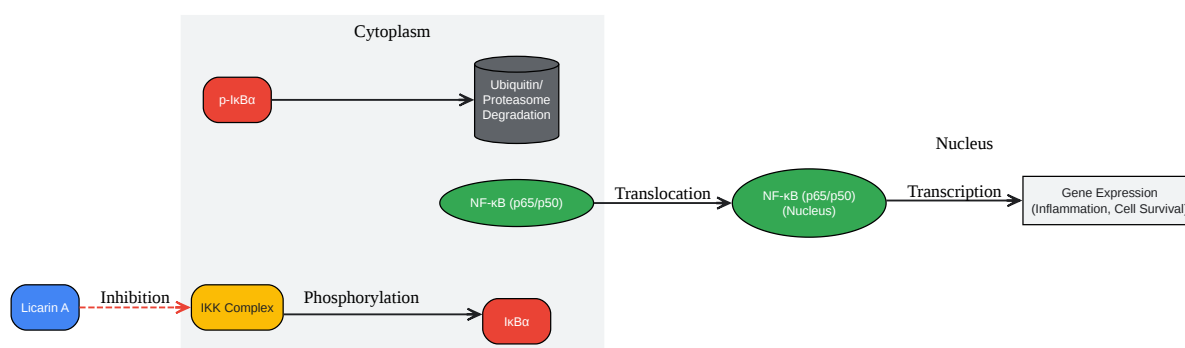 Cytoplasm
p-IκBα
Ubiquitin/
Proteasome
Degradation
Nucleus
NF-κB (p65/p50)
Translocation
NF-κB (p65/p50)
(Nucleus)
Transcription
Gene Expression
(Inflammation, Cell Survival)
Licarin A
Inhibition
IKK Complex
Phosphorylation
IκBα